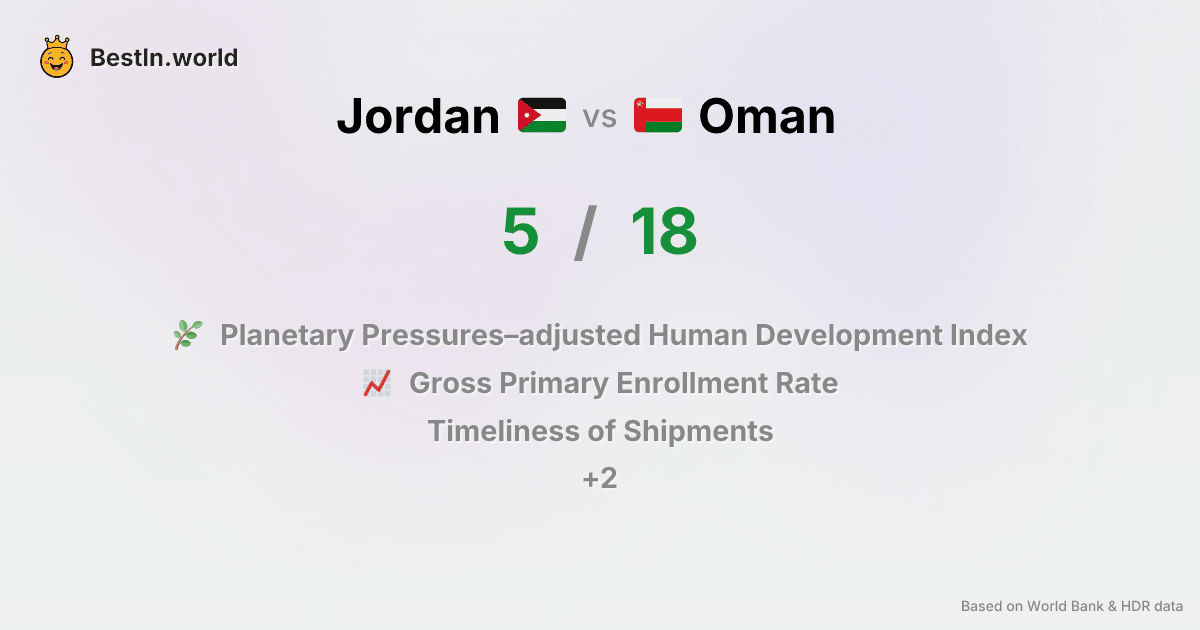 BestIn.world
Jordan vs Oman
5 / 18
Planetary Pressures–adjusted Human Development Index
Gross Primary Enrollment Rate
Timeliness of Shipments
+2
Based on World Bank & HDR data